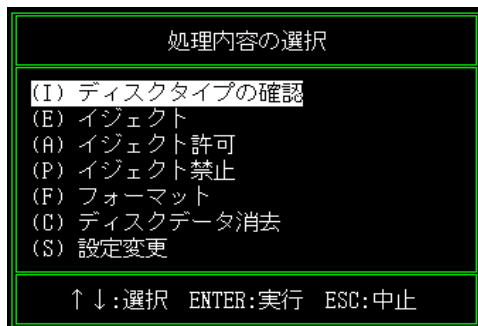 処理内容の選択
(I) ディスクタイプの確認
(E) イジェクト
(A) イジェクト許可
(P) イジェクト禁止
(F) フォーマット
(C) ディスクデータ消去
(S) 設定変更
↑↓:選択 ENTER:実行 ESC:中止